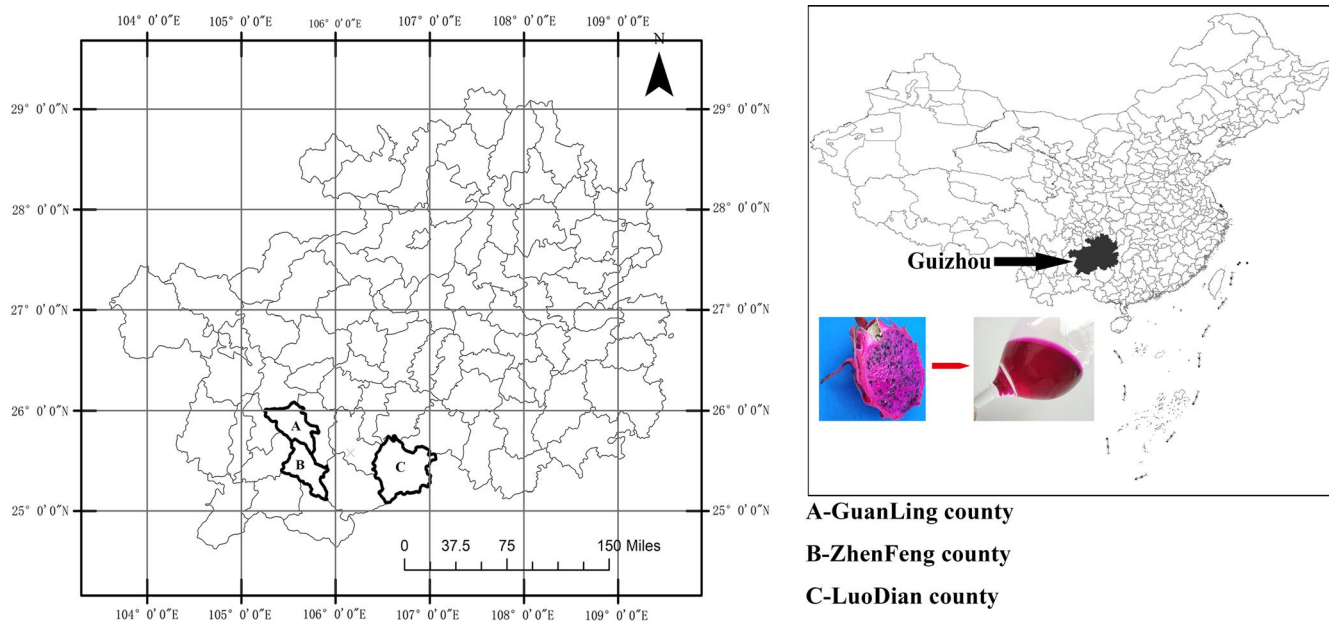 104° 0′0″E 105° 0′0″E 106° 0′0″E 107° 0′0″E 108° 0′0″E 109° 0′0″E
N
29° 0′0″N 29° 0′0″N
28° 0′0″N 28° 0′0″N
27° 0′0″N 27° 0′0″N
26° 0′0″N 26° 0′0″N
A
B
C
25° 0′0″N 25° 0′0″N
0 37.5 75 150 Miles
104° 0′0″E 105° 0′0″E 106° 0′0″E 107° 0′0″E 108° 0′0″E 109° 0′0″E
Guizhou
A-GuanLing county
B-ZhenFeng county
C-LuoDian county